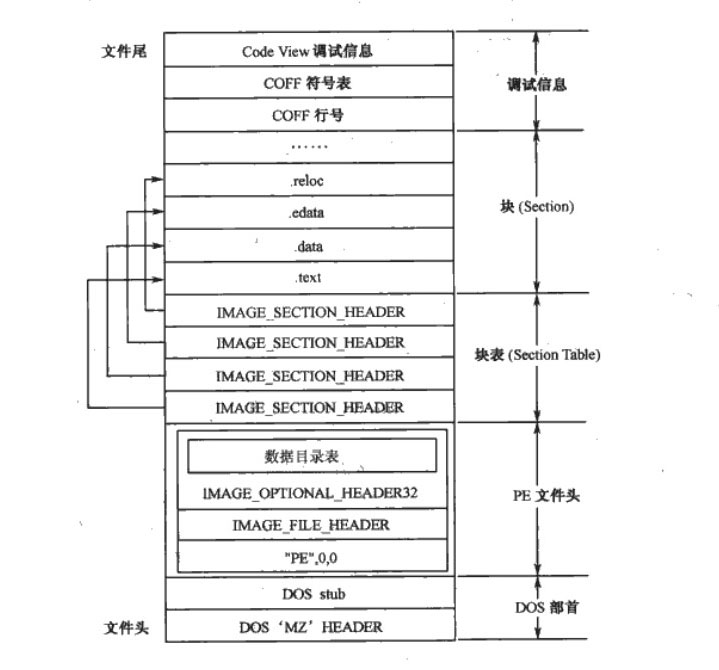 文件尾
Code View 调试信息
COFF 符号表
调试信息
COFF 行号
······
.reloc
.edata
块 (Section)
.data
.text
IMAGE_SECTION_HEADER
IMAGE_SECTION_HEADER
块表 (Section Table)
IMAGE_SECTION_HEADER
IMAGE_SECTION_HEADER
数据目录表
IMAGE_OPTIONAL_HEADER32
PE 文件头
IMAGE_FILE_HEADER
"PE",0,0
DOS stub
DOS 部首
文件头
DOS ‘MZ’ HEADER